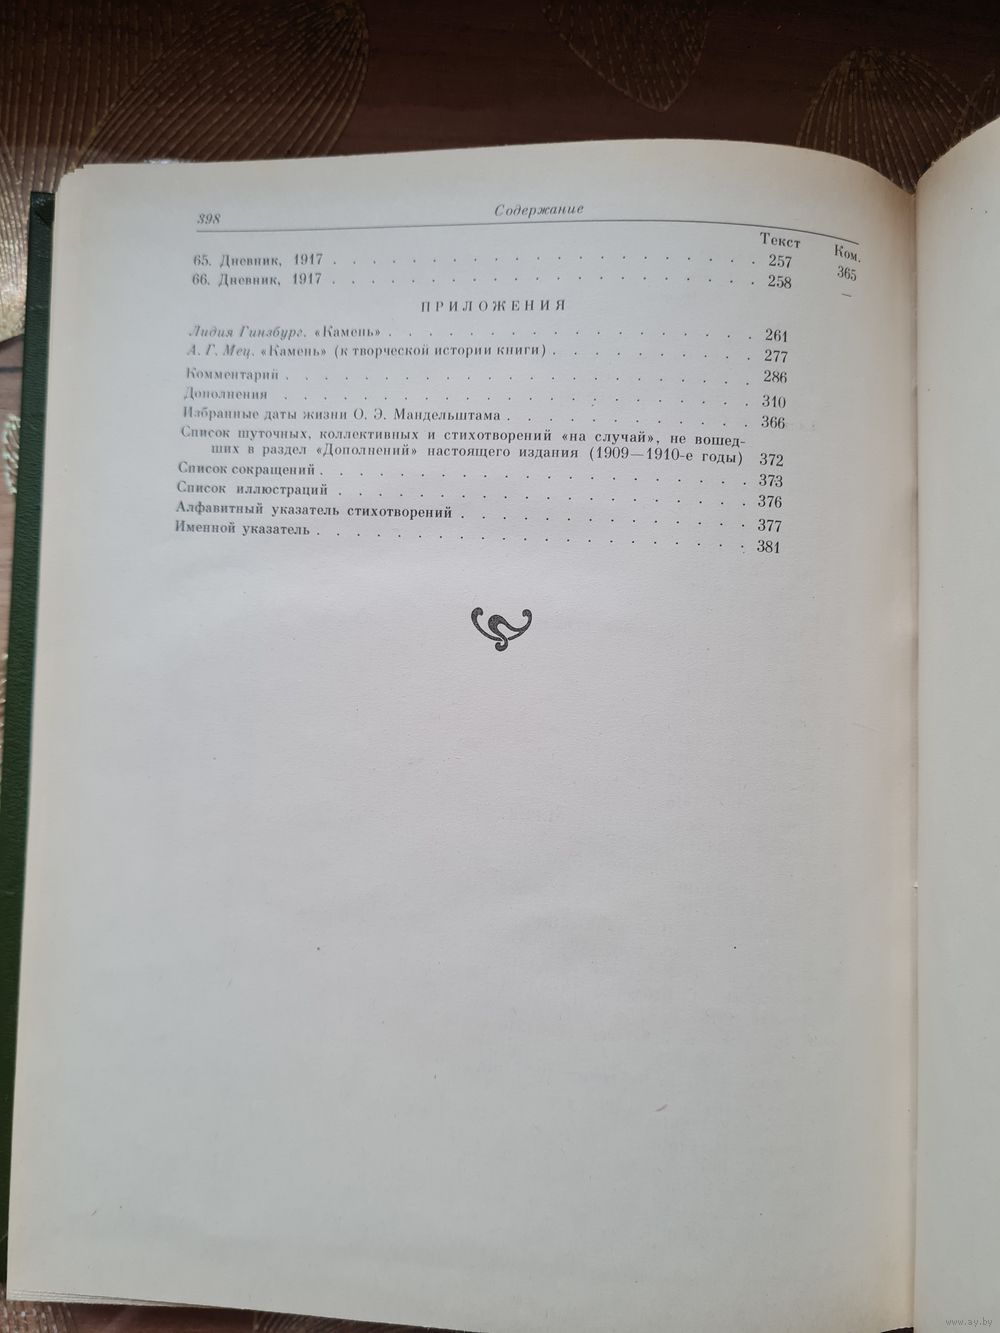 398 Содержание
Текст Ком.
65. Дневник, 1917 . . . . . . . . . . . . . . . . . . . . . . 257 365
66. Дневник, 1917 . . . . . . . . . . . . . . . . . . . . . . 258 —
ПРИЛОЖЕНИЯ
Лидия Гинзбург. «Камень» . . . . . . . . . . . . . . . . . . 261
А. Г. Мец. «Камень» (к творческой истории книги) . . . . . . . . . 277
Комментарий . . . . . . . . . . . . . . . . . . . . . . . 286
Дополнения . . . . . . . . . . . . . . . . . . . . . . . 310
Избранные даты жизни О. Э. Мандельштама . . . . . . . . . . . 366
Список шуточных, коллективных и стихотворений «на случай», не вошед-
ших в раздел «Дополнений» настоящего издания (1909—1910-е годы) 372
Список сокращений . . . . . . . . . . . . . . . . . . . . . 373
Список иллюстраций . . . . . . . . . . . . . . . . . . . . 376
Алфавитный указатель стихотворений . . . . . . . . . . . . . 377
Именной указатель . . . . . . . . . . . . . . . . . . . . . 381
www.ay.by